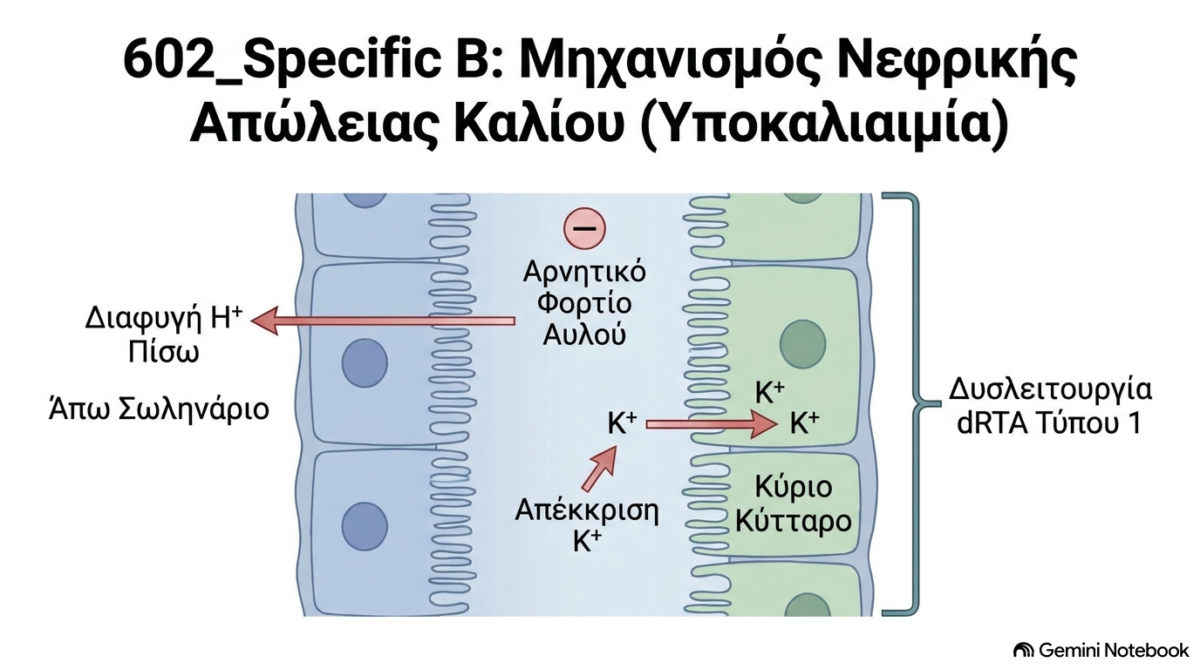 602_Specific B: Μηχανισμός Νεφρικής
Απώλειας Καλίου (Υποκαλιαιμία)
−
Αρνητικό
Φορτίο
Αυλού
Διαφυγή H⁺
Πίσω
Άπω Σωληνάριο
K⁺
K⁺
K⁺
Απέκκριση
K⁺
Κύριο
Κύτταρο
Δυσλειτουργία
dRTA Τύπου 1
Gemini Notebook